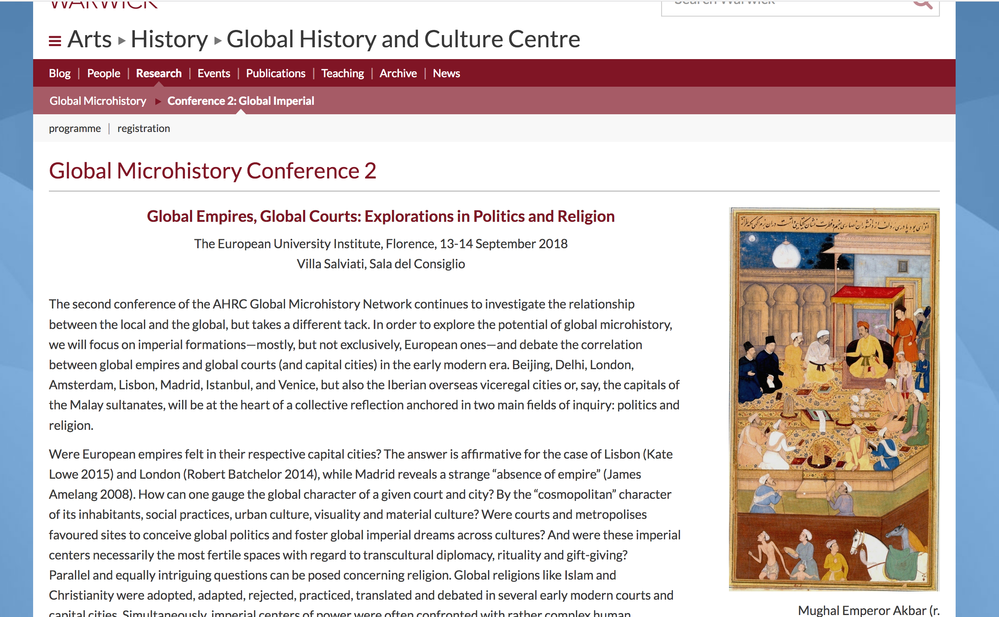 WARWICK
Search Warwick
Arts ▸ History ▸ Global History and Culture Centre
Blog | People | Research | Events | Publications | Teaching | Archive | News
Global Microhistory ▸ Conference 2: Global Imperial
programme | registration
Global Microhistory Conference 2
Global Empires, Global Courts: Explorations in Politics and Religion
The European University Institute, Florence, 13-14 September 2018
Villa Salviati, Sala del Consiglio
The second conference of the AHRC Global Microhistory Network continues to investigate the relationship
between the local and the global, but takes a different tack. In order to explore the potential of global microhistory,
we will focus on imperial formations—mostly, but not exclusively, European ones—and debate the correlation
between global empires and global courts (and capital cities) in the early modern era. Beijing, Delhi, London,
Amsterdam, Lisbon, Madrid, Istanbul, and Venice, but also the Iberian overseas viceregal cities or, say, the capitals of
the Malay sultanates, will be at the heart of a collective reflection anchored in two main fields of inquiry: politics and
religion.
Were European empires felt in their respective capital cities? The answer is affirmative for the case of Lisbon (Kate
Lowe 2015) and London (Robert Batchelor 2014), while Madrid reveals a strange “absence of empire” (James
Amelang 2008). How can one gauge the global character of a given court and city? By the “cosmopolitan” character
of its inhabitants, social practices, urban culture, visuality and material culture? Were courts and metropolises
favoured sites to conceive global politics and foster global imperial dreams across cultures? And were these imperial
centers necessarily the most fertile spaces with regard to transcultural diplomacy, rituality and gift-giving?
Parallel and equally intriguing questions can be posed concerning religion. Global religions like Islam and
Christianity were adopted, adapted, rejected, practiced, translated and debated in several early modern courts and
capital cities. Simultaneously, imperial centers of power were often confronted with rather complex human
Mughal Emperor Akbar (r.